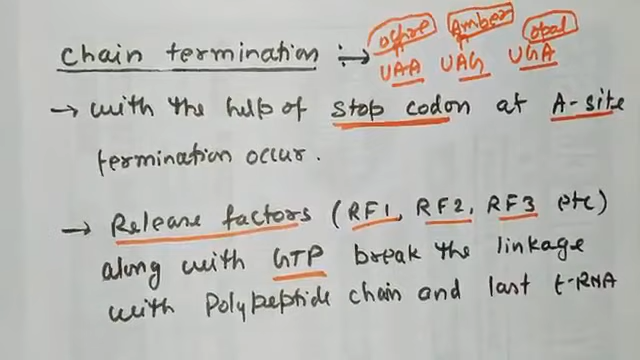 ochre Amber opal
chain termination :→ UAA UAG UGA
→ with the help of stop codon at A-site
termination occur.
→ Release factors (RF1, RF2, RF3 etc)
along with GTP break the linkage
with Polypeptide chain and last t-RNA